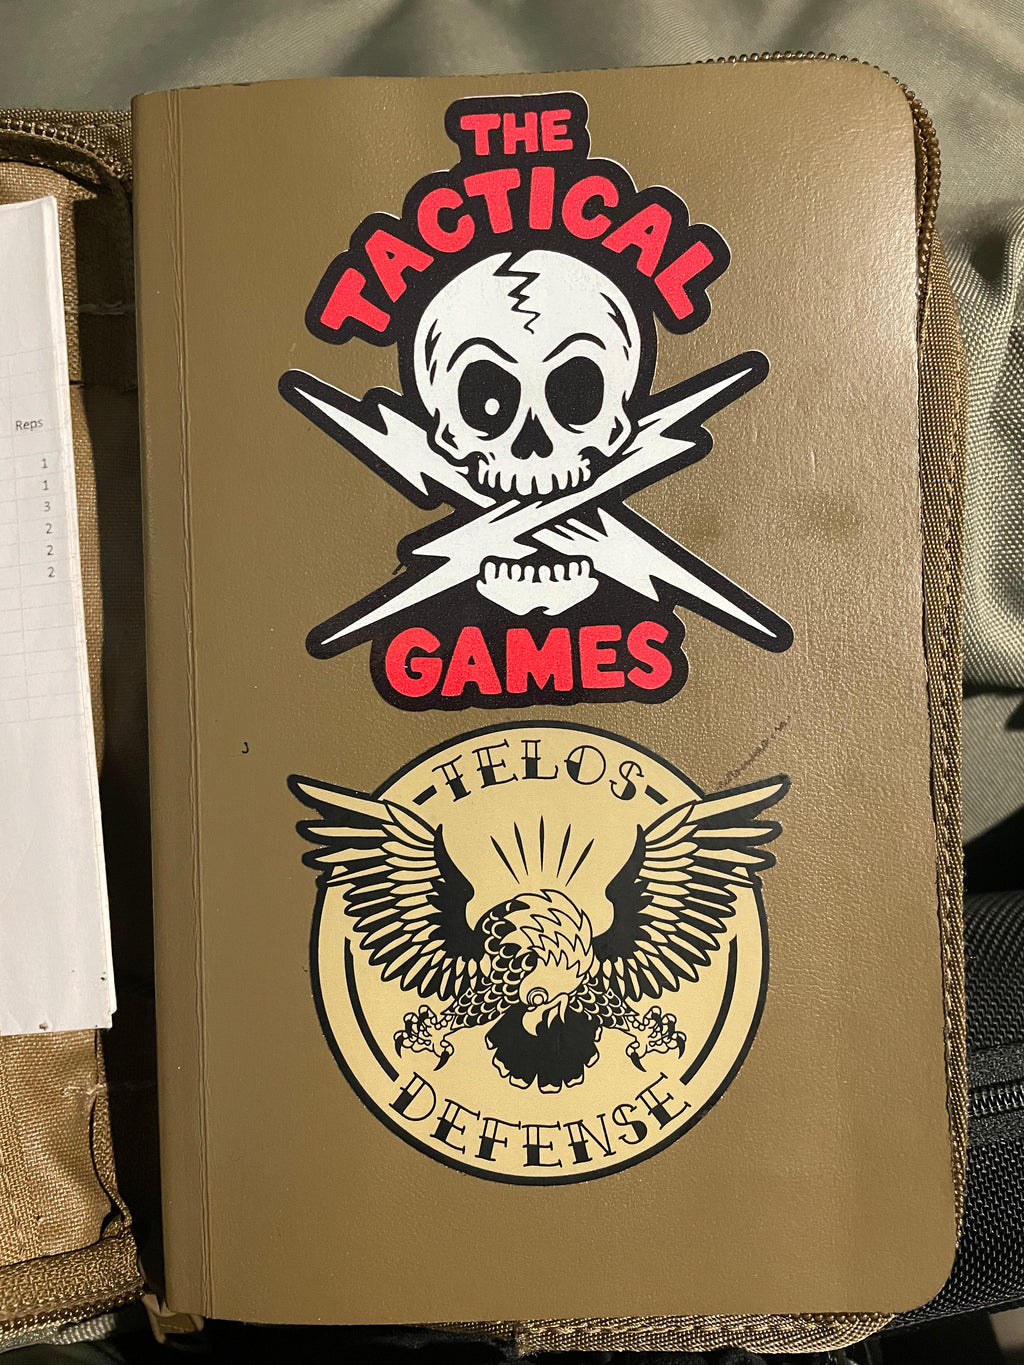 THE
TACTICAL
GAMES
-TELOS-
DEFENSE
Reps
1
1
3
2
2
2
J